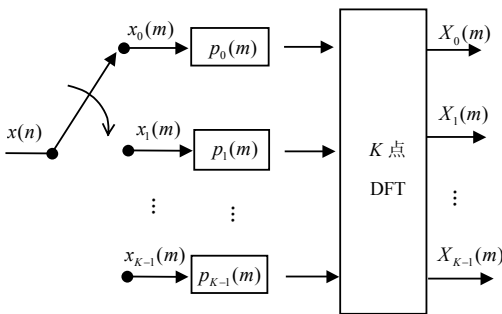 x_0(m) p_0(m) X_0(m)
x(n) x_1(m) p_1(m) K 点 X_1(m)
DFT
⋮ ⋮ ⋮
x_{K-1}(m) p_{K-1}(m) X_{K-1}(m)